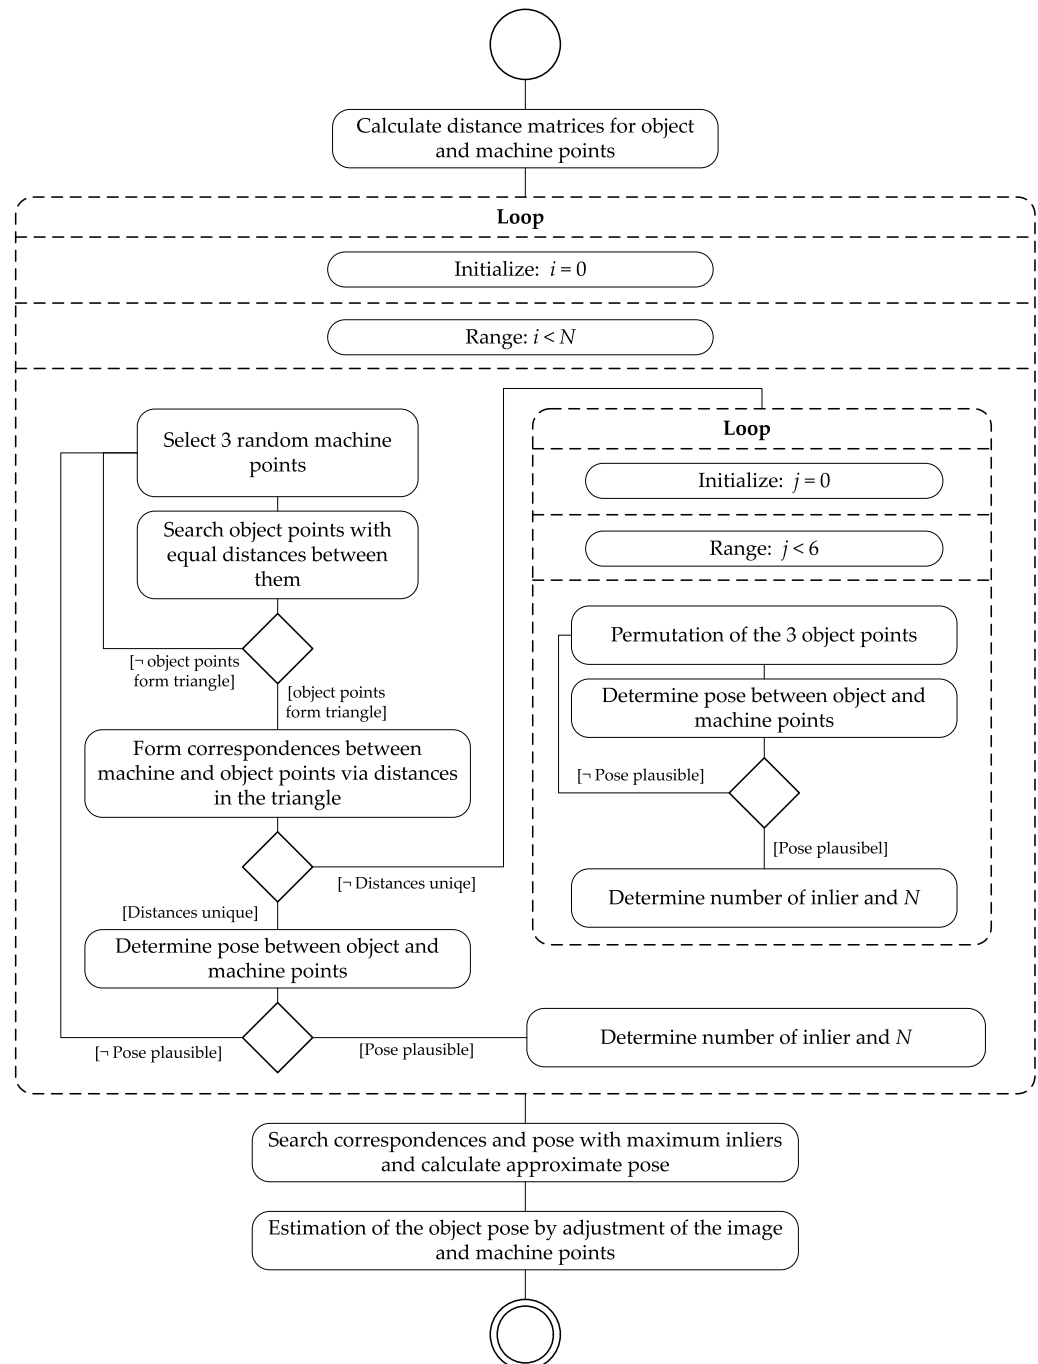 Calculate distance matrices for object
and machine points
Loop
Initialize: i = 0
Range: i < N
Select 3 random machine
points
Search object points with
equal distances between
them
[¬ object points
form triangle]
[object points
form triangle]
Form correspondences between
machine and object points via distances
in the triangle
[¬ Distances uniqe]
[Distances unique]
Determine pose between object and
machine points
[¬ Pose plausible]
[Pose plausible]
Determine number of inlier and N
Loop
Initialize: j = 0
Range: j < 6
Permutation of the 3 object points
Determine pose between object and
machine points
[¬ Pose plausible]
[Pose plausibel]
Determine number of inlier and N
Search correspondences and pose with maximum inliers
and calculate approximate pose
Estimation of the object pose by adjustment of the image
and machine points